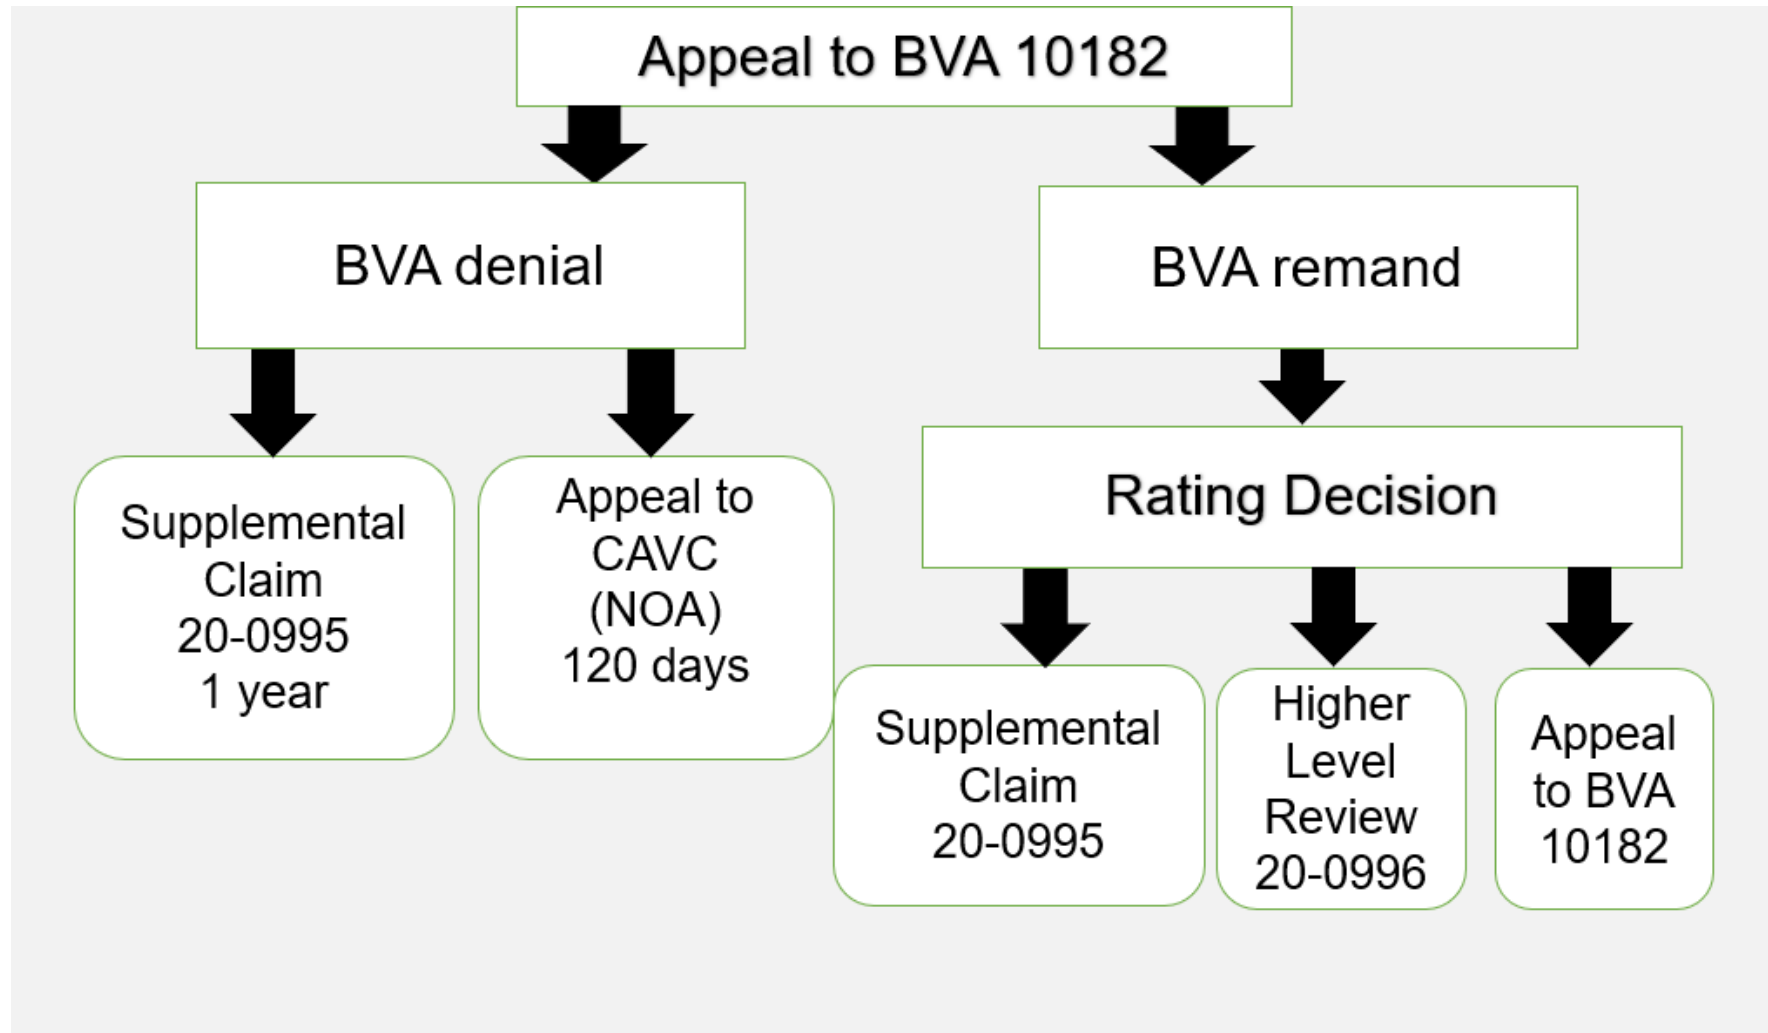 Appeal to BVA 10182
BVA denial
BVA remand
Supplemental
Claim
20-0995
1 year
Appeal to
CAVC
(NOA)
120 days
Rating Decision
Supplemental
Claim
20-0995
Higher
Level
Review
20-0996
Appeal
to BVA
10182